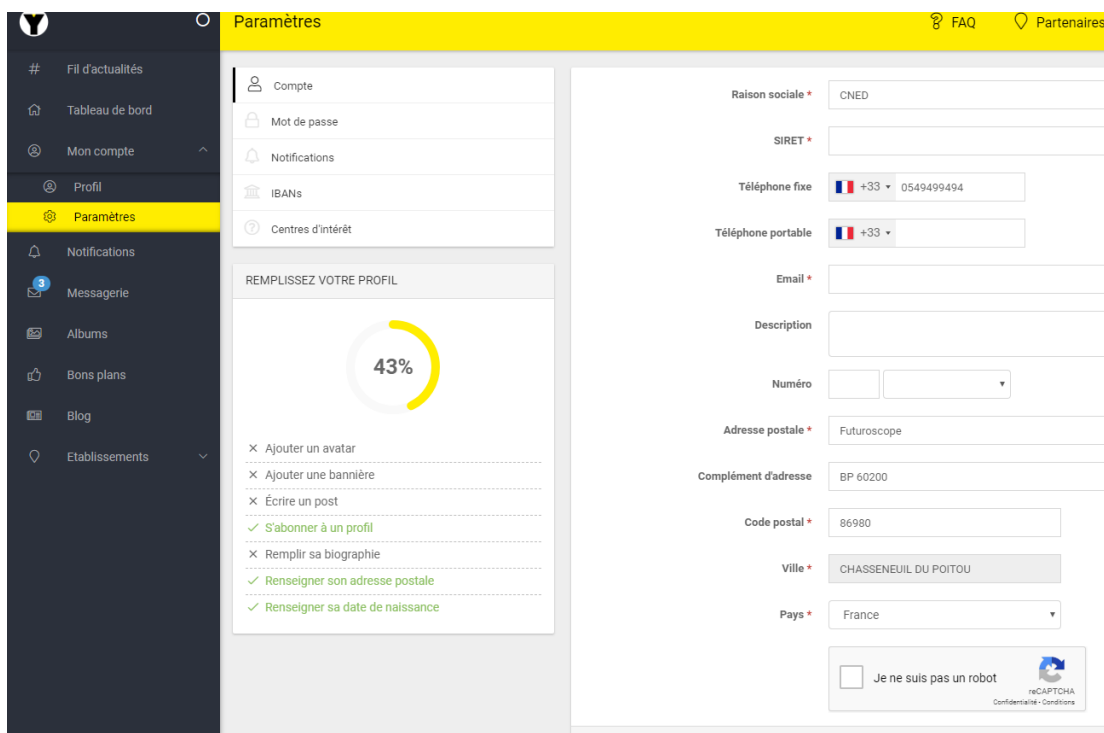 Y
Paramètres
FAQ
Partenaires
# Fil d'actualités
Tableau de bord
Mon compte
Profil
Paramètres
Notifications
3
Messagerie
Albums
Bons plans
Blog
Etablissements
Compte
Mot de passe
Notifications
IBANs
Centres d'intérêt
REMPLISSEZ VOTRE PROFIL
43%
Ajouter un avatar
Ajouter une bannière
Écrire un post
S'abonner à un profil
Remplir sa biographie
Renseigner son adresse postale
Renseigner sa date de naissance
Raison sociale * CNED
SIRET *
Téléphone fixe +33 0549499494
Téléphone portable +33
Email *
Description
Numéro
Adresse postale * Futuroscope
Complément d'adresse BP 60200
Code postal * 86980
Ville * CHASSENEUIL DU POITOU
Pays * France
Je ne suis pas un robot
reCAPTCHA
Confidentialité - Conditions